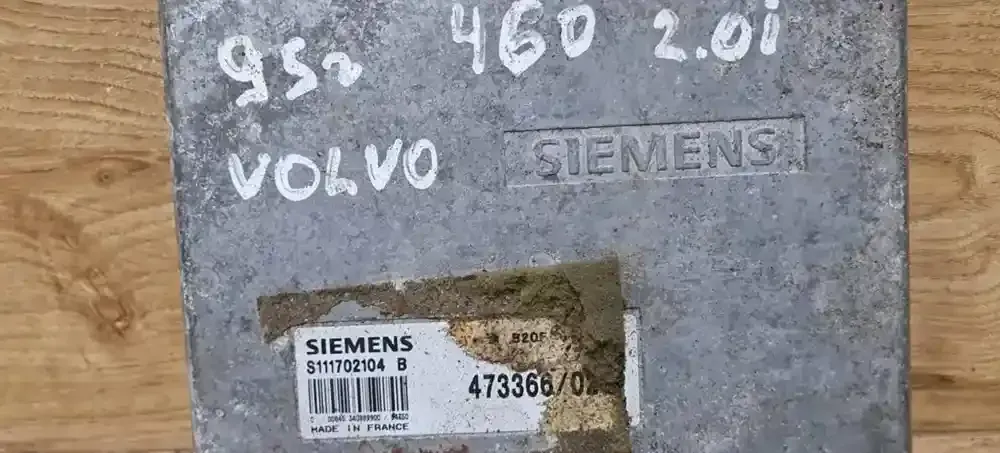 95r 460 2.0i
VOLVO
SIEMENS
SIEMENS
S111702104 B
473366/0
MADE IN FRANCE